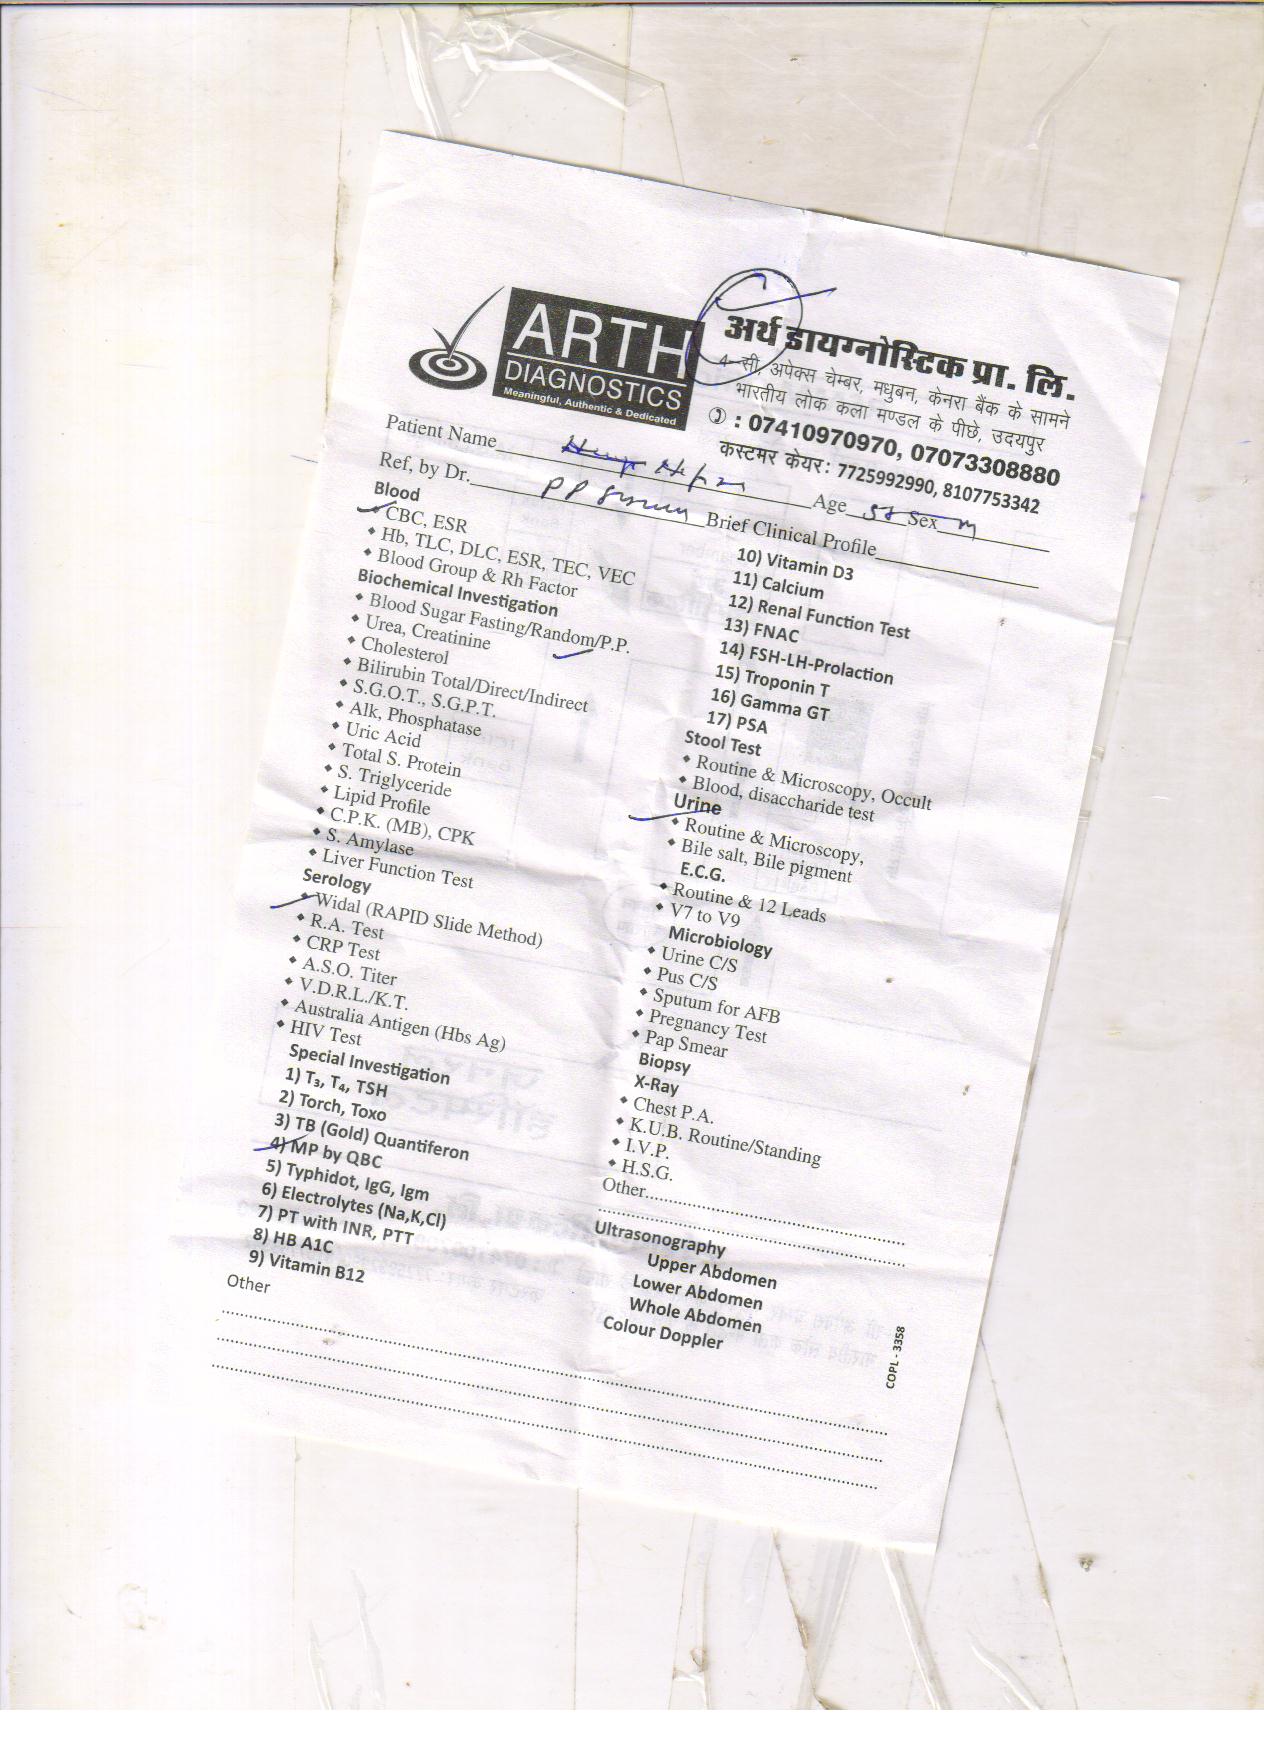 ARTH
DIAGNOSTICS
Meaningful, Authentic & Dedicated
अर्थ डायग्नोस्टिक प्रा. लि.
4-सी, अपेक्स चेम्बर, मधुबन, केनरा बैंक के सामने
भारतीय लोक कला मण्डल के पीछे, उदयपुर
: 07410970970, 07073308880
कस्टमर केयर: 7725992990, 8107753342
Patient Name Age Sex M
Ref, by Dr. Brief Clinical Profile
Blood
CBC, ESR
Hb, TLC, DLC, ESR, TEC, VEC
Blood Group & Rh Factor
Biochemical Investigation
Blood Sugar Fasting/Random/P.P.
Urea, Creatinine
Cholesterol
Bilirubin Total/Direct/Indirect
S.G.O.T., S.G.P.T.
Alk, Phosphatase
Uric Acid
Total S. Protein
S. Triglyceride
Lipid Profile
C.P.K. (MB), CPK
S. Amylase
Liver Function Test
Serology
Widal (RAPID Slide Method)
R.A. Test
CRP Test
A.S.O. Titer
V.D.R.L./K.T.
Australia Antigen (Hbs Ag)
HIV Test
Special Investigation
1) T₃, T₄, TSH
2) Torch, Toxo
3) TB (Gold) Quantiferon
4) MP by QBC
5) Typhidot, IgG, Igm
6) Electrolytes (Na,K,Cl)
7) PT with INR, PTT
8) HB A1C
9) Vitamin B12
Other
10) Vitamin D3
11) Calcium
12) Renal Function Test
13) FNAC
14) FSH-LH-Prolaction
15) Troponin T
16) Gamma GT
17) PSA
Stool Test
Routine & Microscopy, Occult
Blood, disaccharide test
Urine
Routine & Microscopy,
Bile salt, Bile pigment
E.C.G.
Routine & 12 Leads
V7 to V9
Microbiology
Urine C/S
Pus C/S
Sputum for AFB
Pregnancy Test
Pap Smear
Biopsy
X-Ray
Chest P.A.
K.U.B. Routine/Standing
I.V.P.
H.S.G.
Other
Ultrasonography
Upper Abdomen
Lower Abdomen
Whole Abdomen
Colour Doppler
COPL - 3358